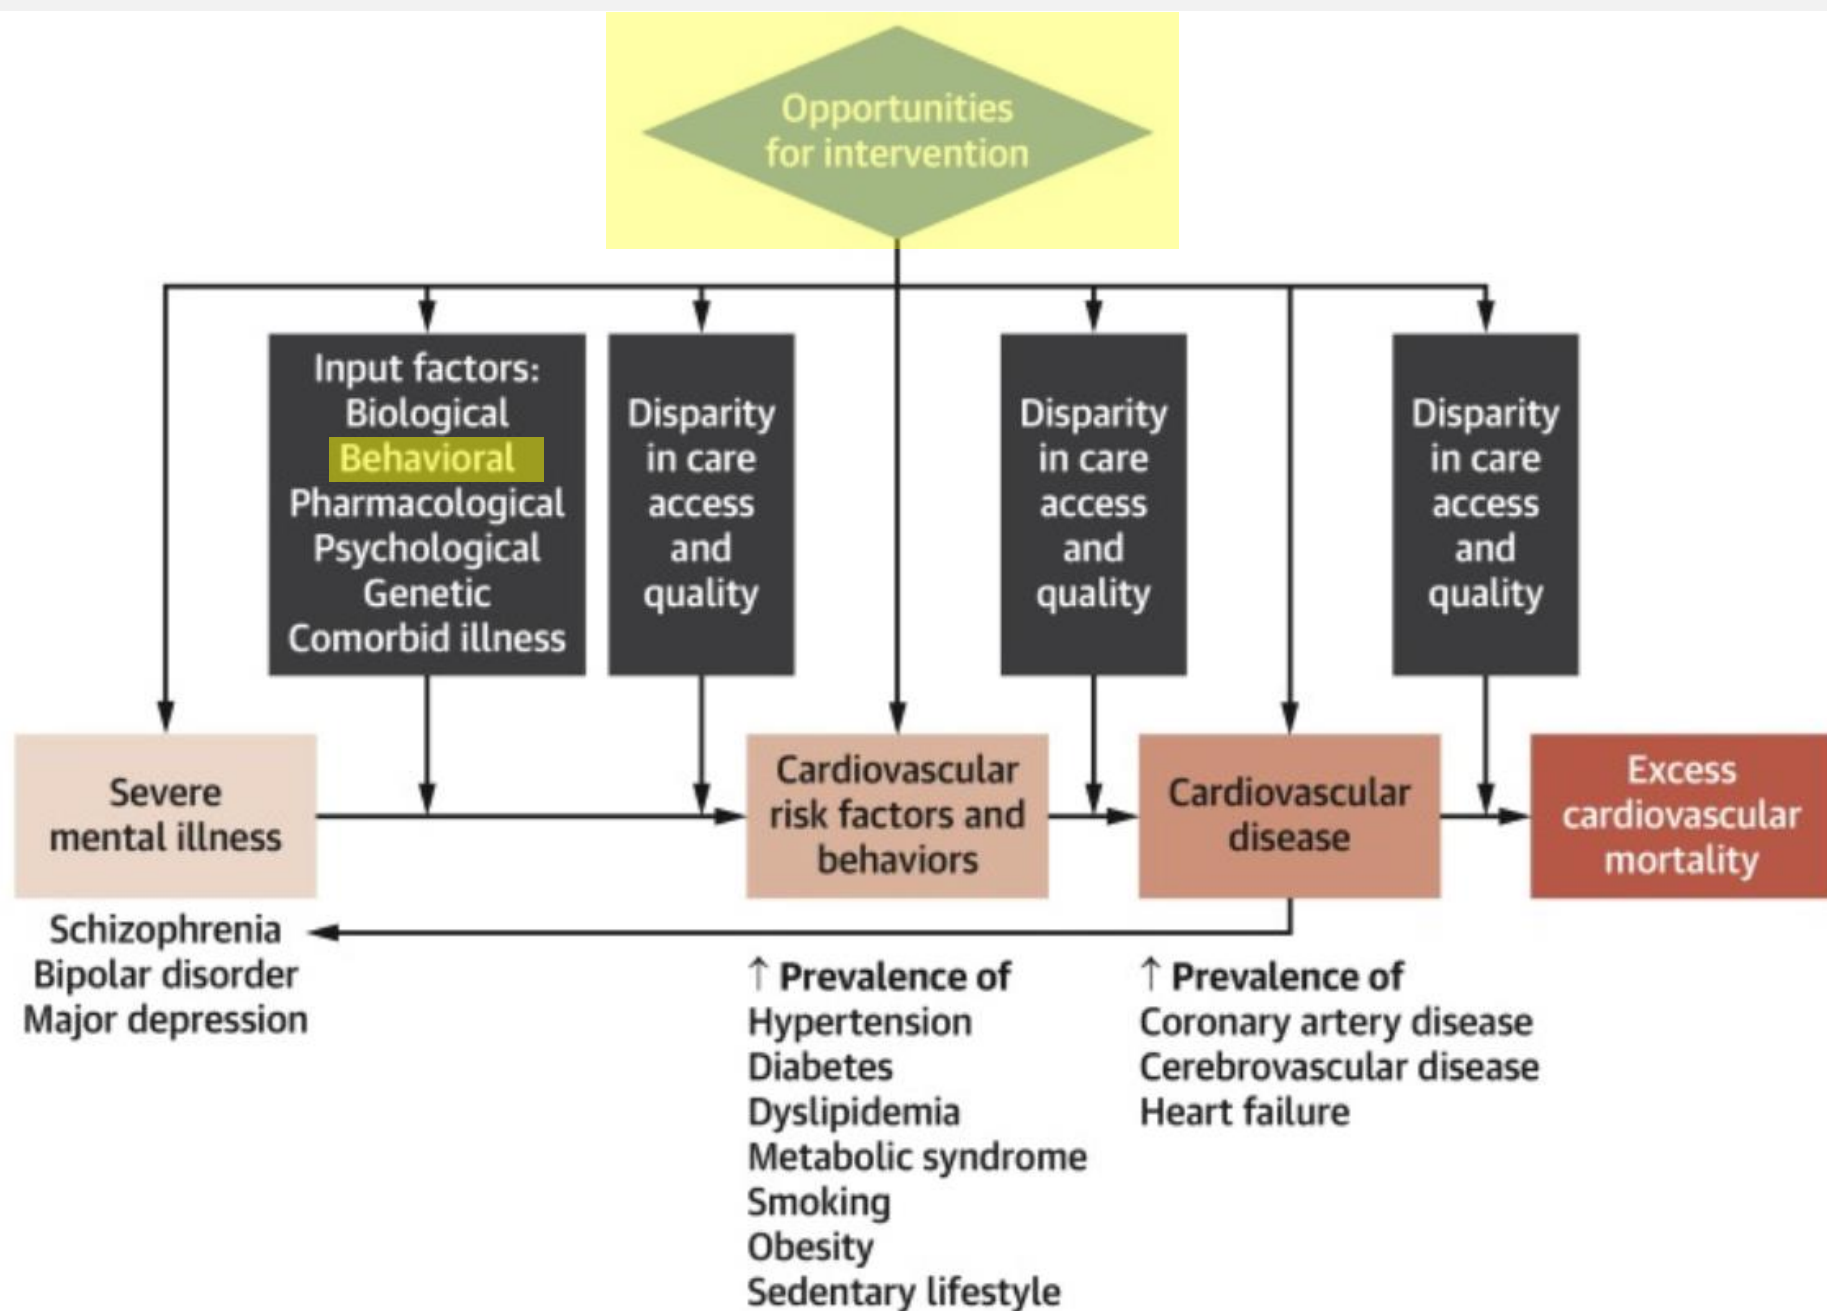 Opportunities
for intervention
Input factors:
Biological
Behavioral
Pharmacological
Psychological
Genetic
Comorbid illness
Disparity
in care
access
and
quality
Disparity
in care
access
and
quality
Disparity
in care
access
and
quality
Severe
mental illness
Cardiovascular
risk factors and
behaviors
Cardiovascular
disease
Excess
cardiovascular
mortality
Schizophrenia
Bipolar disorder
Major depression
↑ Prevalence of
Hypertension
Diabetes
Dyslipidemia
Metabolic syndrome
Smoking
Obesity
Sedentary lifestyle
↑ Prevalence of
Coronary artery disease
Cerebrovascular disease
Heart failure